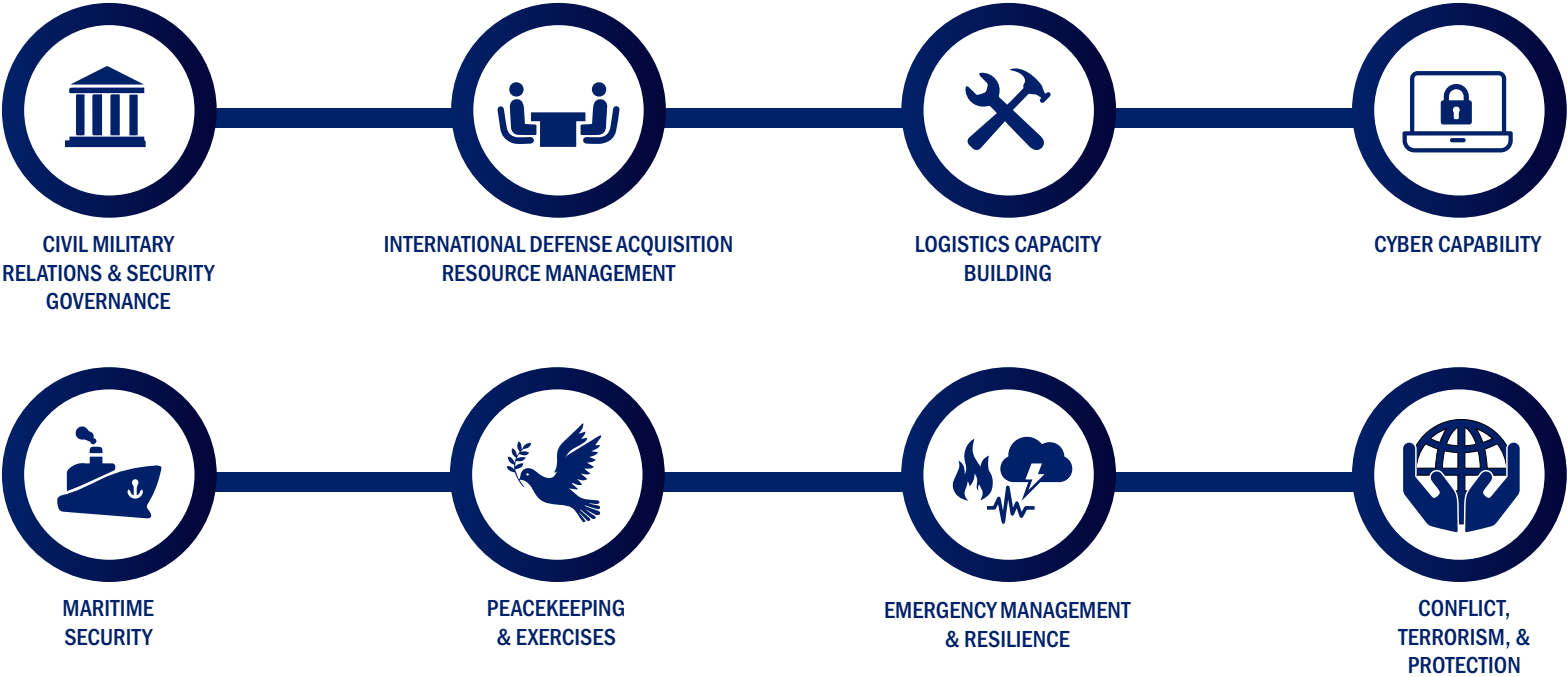 CIVIL MILITARY
RELATIONS & SECURITY
GOVERNANCE
INTERNATIONAL DEFENSE ACQUISITION
RESOURCE MANAGEMENT
LOGISTICS CAPACITY
BUILDING
CYBER CAPABILITY
MARITIME
SECURITY
PEACEKEEPING
& EXERCISES
EMERGENCY MANAGEMENT
& RESILIENCE
CONFLICT,
TERRORISM, &
PROTECTION